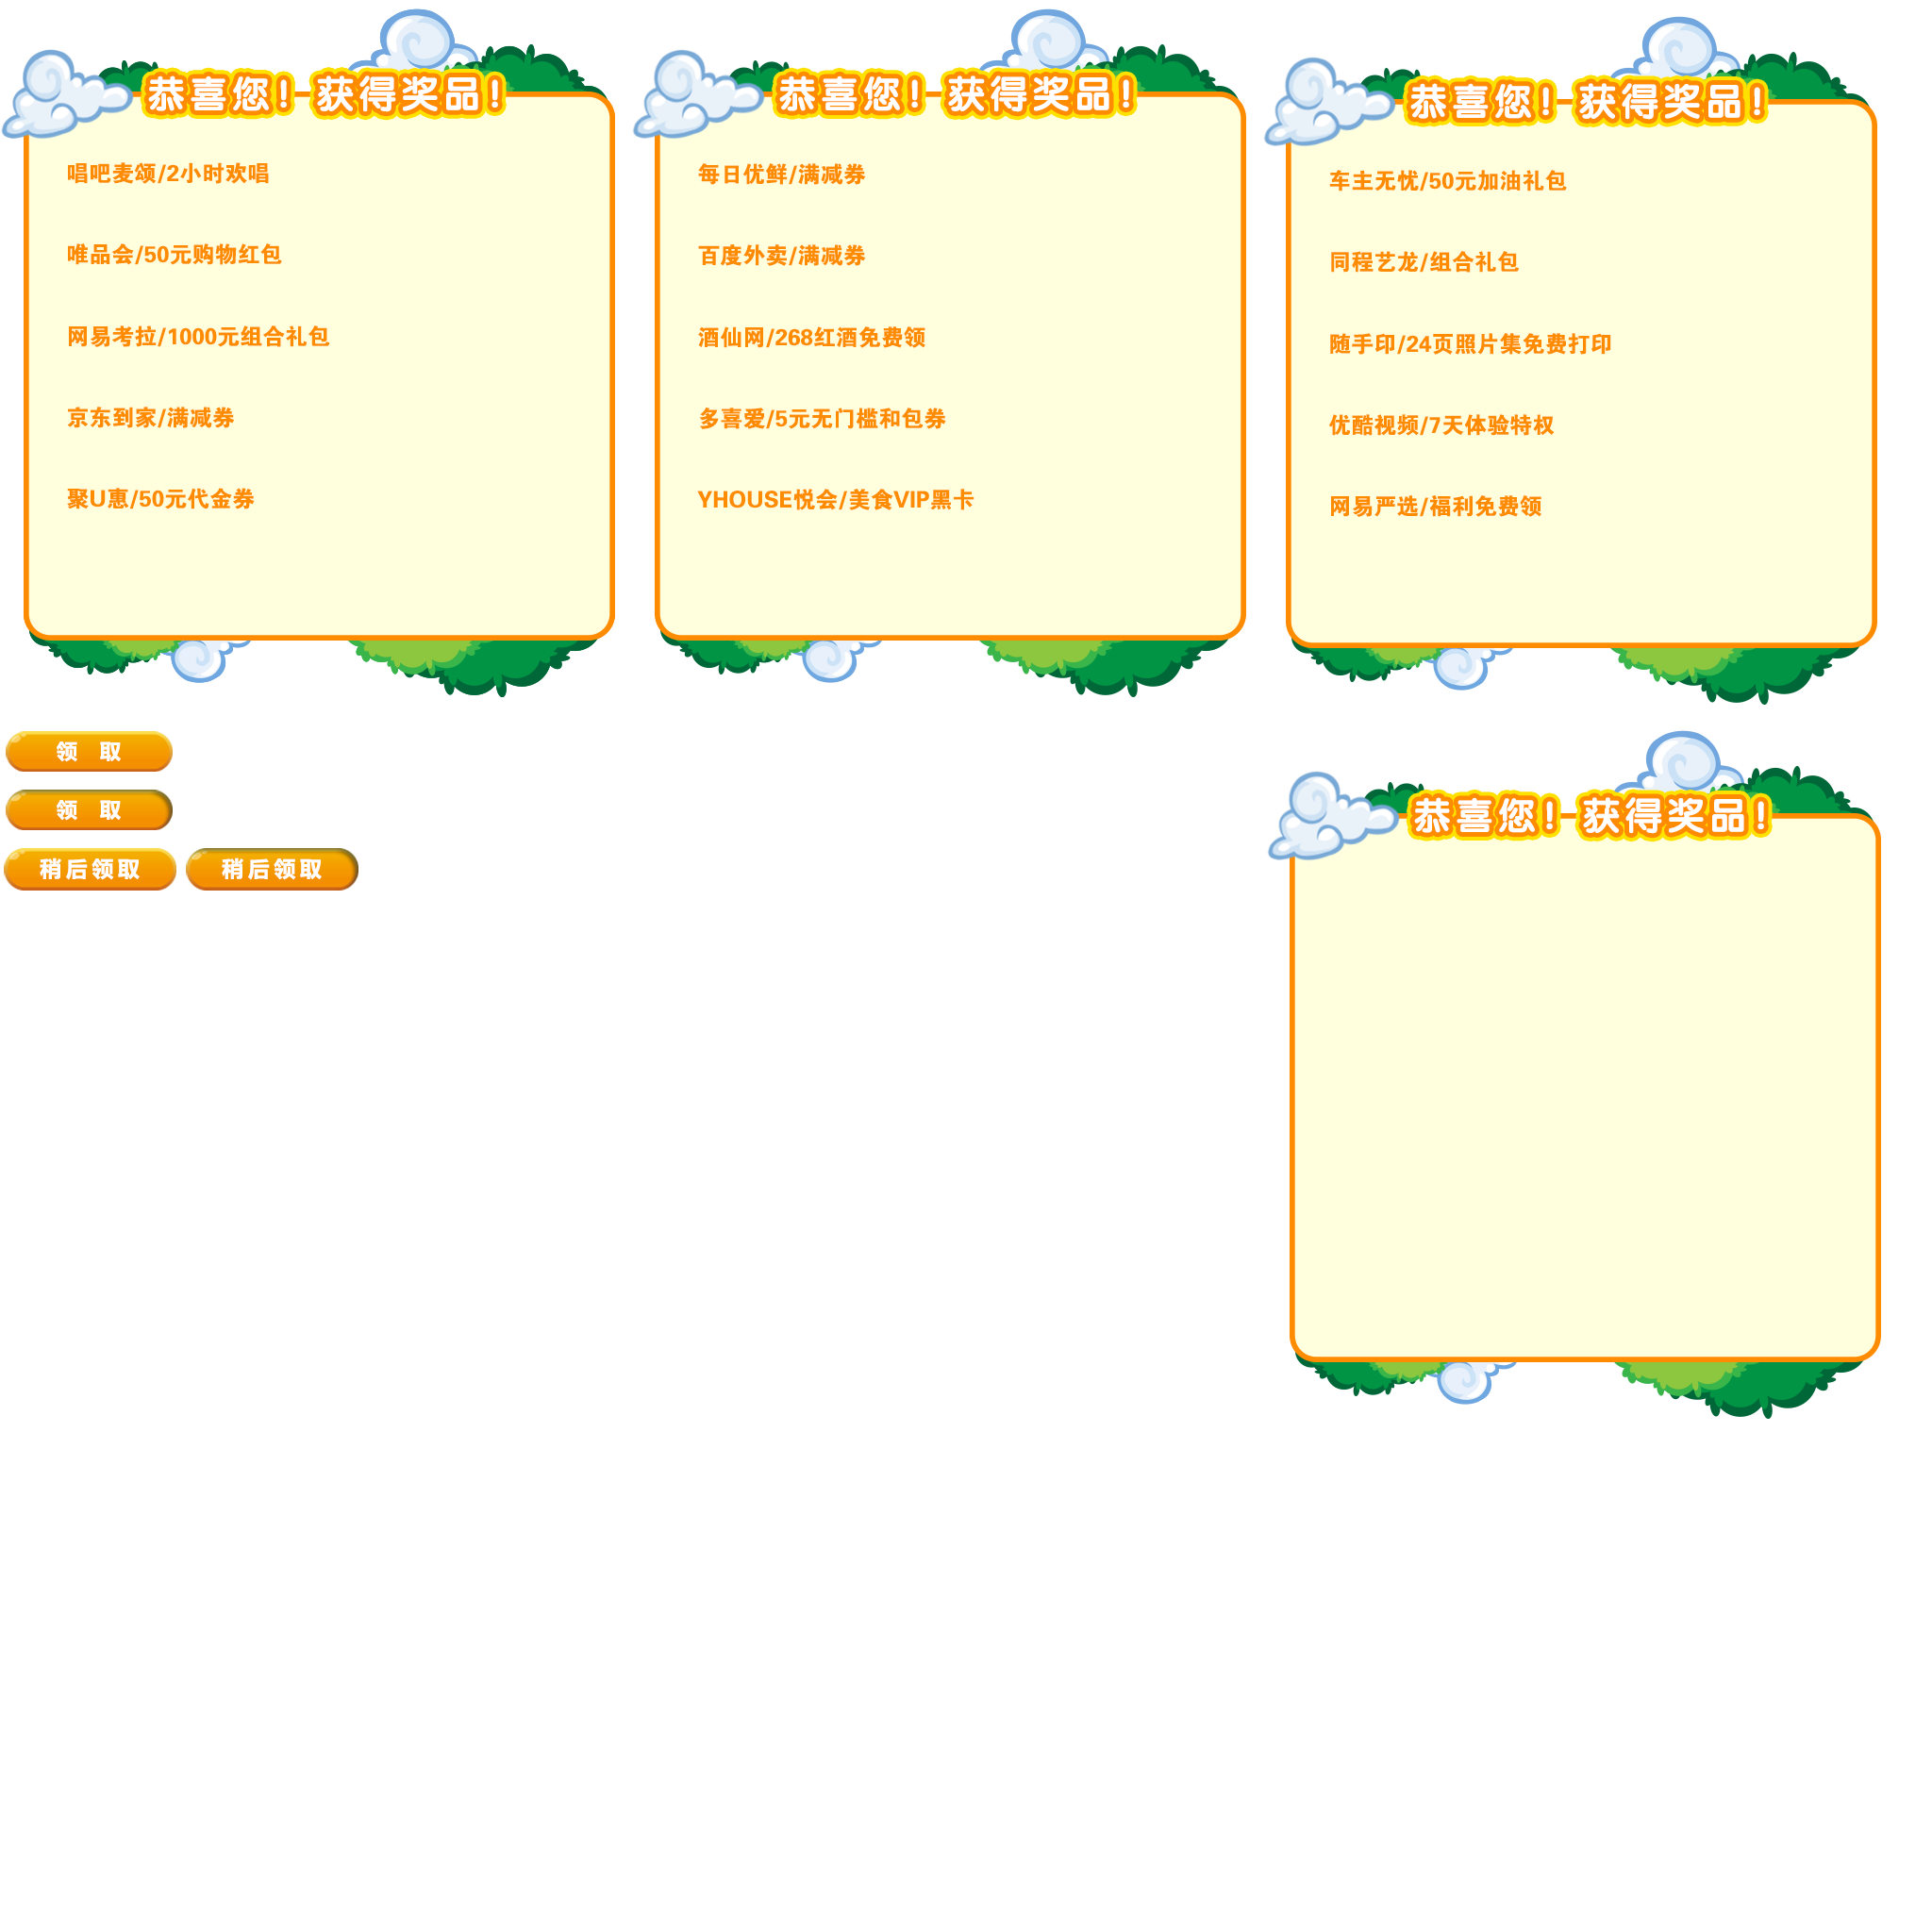 恭喜您！获得奖品！
唱吧麦颂/2小时欢唱
唯品会/50元购物红包
网易考拉/1000元组合礼包
京东到家/满减券
聚U惠/50元代金券
恭喜您！获得奖品！
每日优鲜/满减券
百度外卖/满减券
酒仙网/268红酒免费领
多喜爱/5元无门槛和包券
YHOUSE悦会/美食VIP黑卡
恭喜您！获得奖品！
车主无忧/50元加油礼包
同程艺龙/组合礼包
随手印/24页照片集免费打印
优酷视频/7天体验特权
网易严选/福利免费领
领 取
领 取
稍后领取 稍后领取
恭喜您！获得奖品！